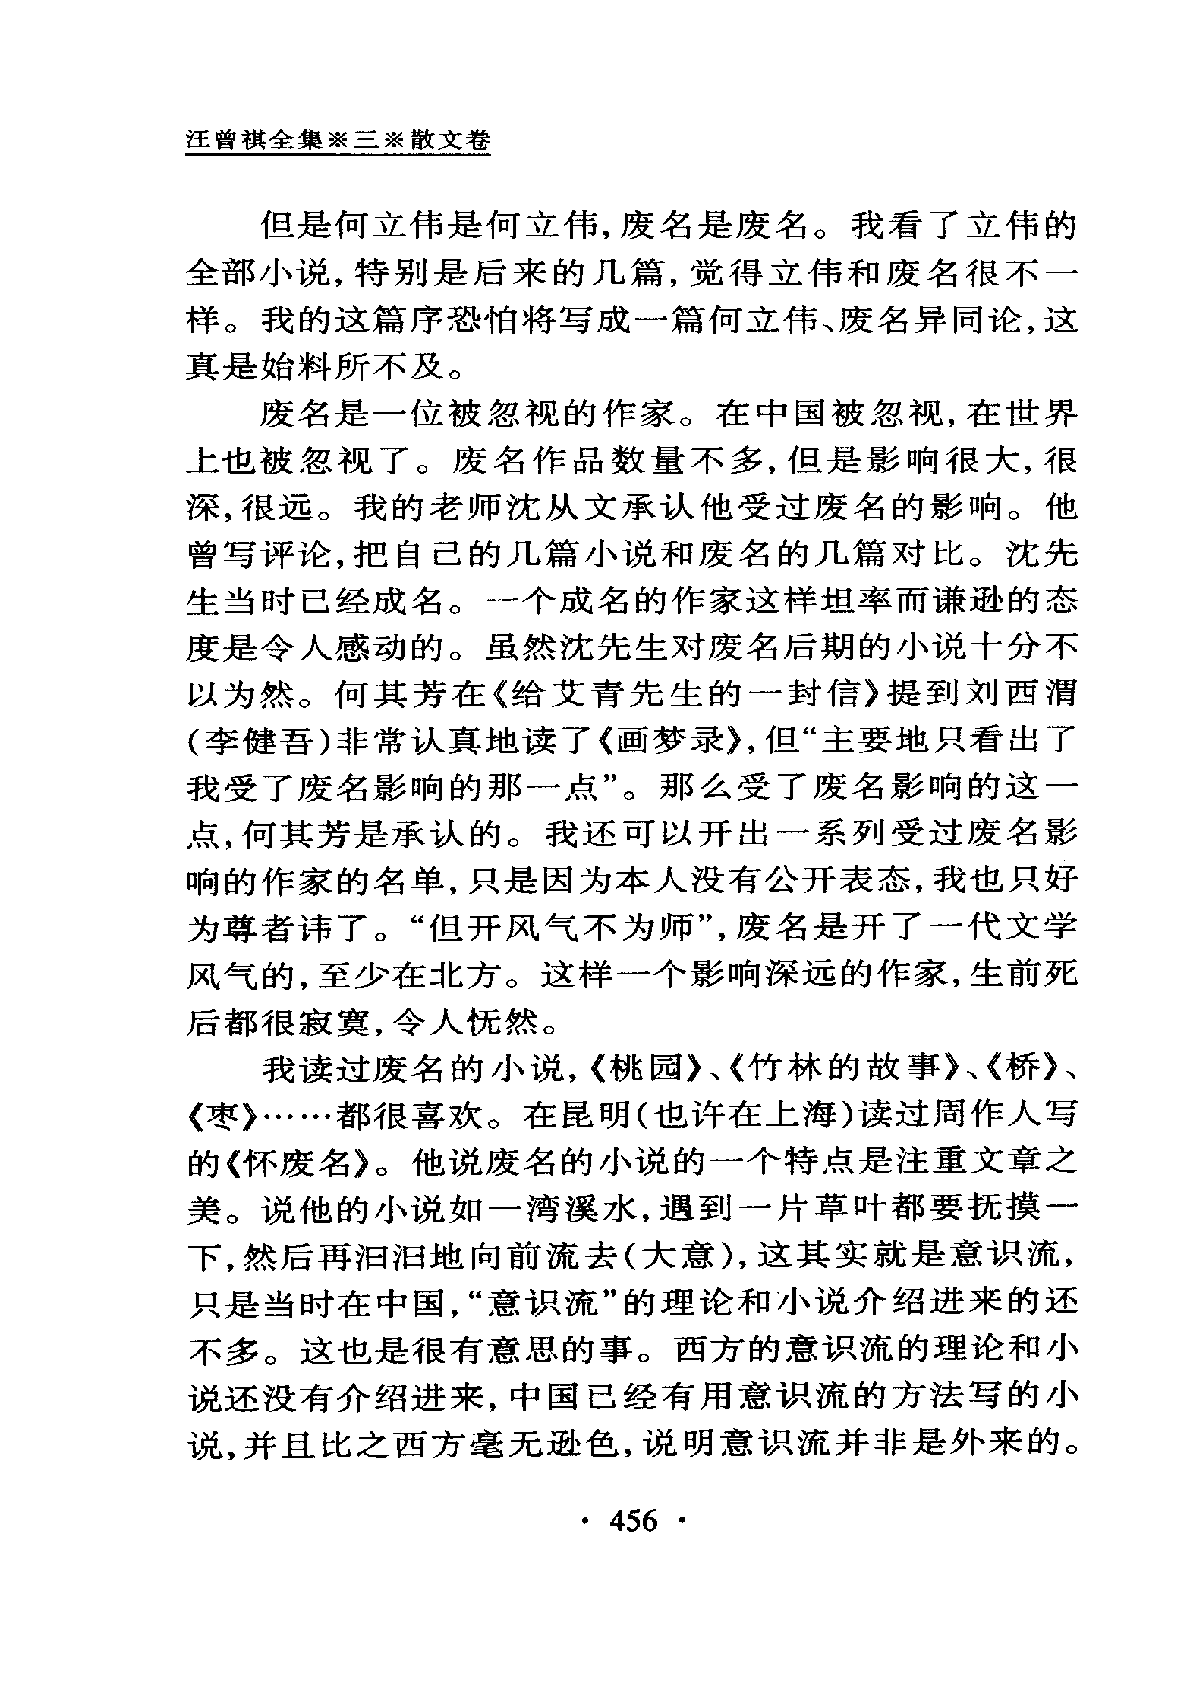 汪曾祺全集※三※散文卷
但是何立伟是何立伟,废名是废名。我看了立伟的
全部小说,特别是后来的几篇,觉得立伟和废名很不一
样。我的这篇序恐怕将写成一篇何立伟、废名异同论,这
真是始料所不及。
废名是一位被忽视的作家。在中国被忽视,在世界
上也被忽视了。废名作品数量不多,但是影响很大,很
深,很远。我的老师沈从文承认他受过废名的影响。他
曾写评论,把自己的几篇小说和废名的几篇对比。沈先
生当时已经成名。一个成名的作家这样坦率而谦逊的态
度是令人感动的。虽然沈先生对废名后期的小说十分不
以为然。何其芳在《给艾青先生的一封信》提到刘西渭
(李健吾)非常认真地读了《画梦录》,但“主要地只看出了
我受了废名影响的那一点”。那么受了废名影响的这一
点,何其芳是承认的。我还可以开出一系列受过废名影
响的作家的名单,只是因为本人没有公开表态,我也只好
为尊者讳了。“但开风气不为师”,废名是开了一代文学
风气的,至少在北方。这样一个影响深远的作家,生前死
后都很寂寞,令人怃然。
我读过废名的小说,《桃园》、《竹林的故事》、《桥》、
《枣》……都很喜欢。在昆明(也许在上海)读过周作人写
的《怀废名》。他说废名的小说的一个特点是注重文章之
美。说他的小说如一湾溪水,遇到一片草叶都要抚摸一
下,然后再汩汩地向前流去(大意),这其实就是意识流,
只是当时在中国,“意识流”的理论和小说介绍进来的还
不多。这也是很有意思的事。西方的意识流的理论和小
说还没有介绍进来,中国已经有用意识流的方法写的小
说,并且比之西方毫无逊色,说明意识流并非是外来的。
· 456 ·